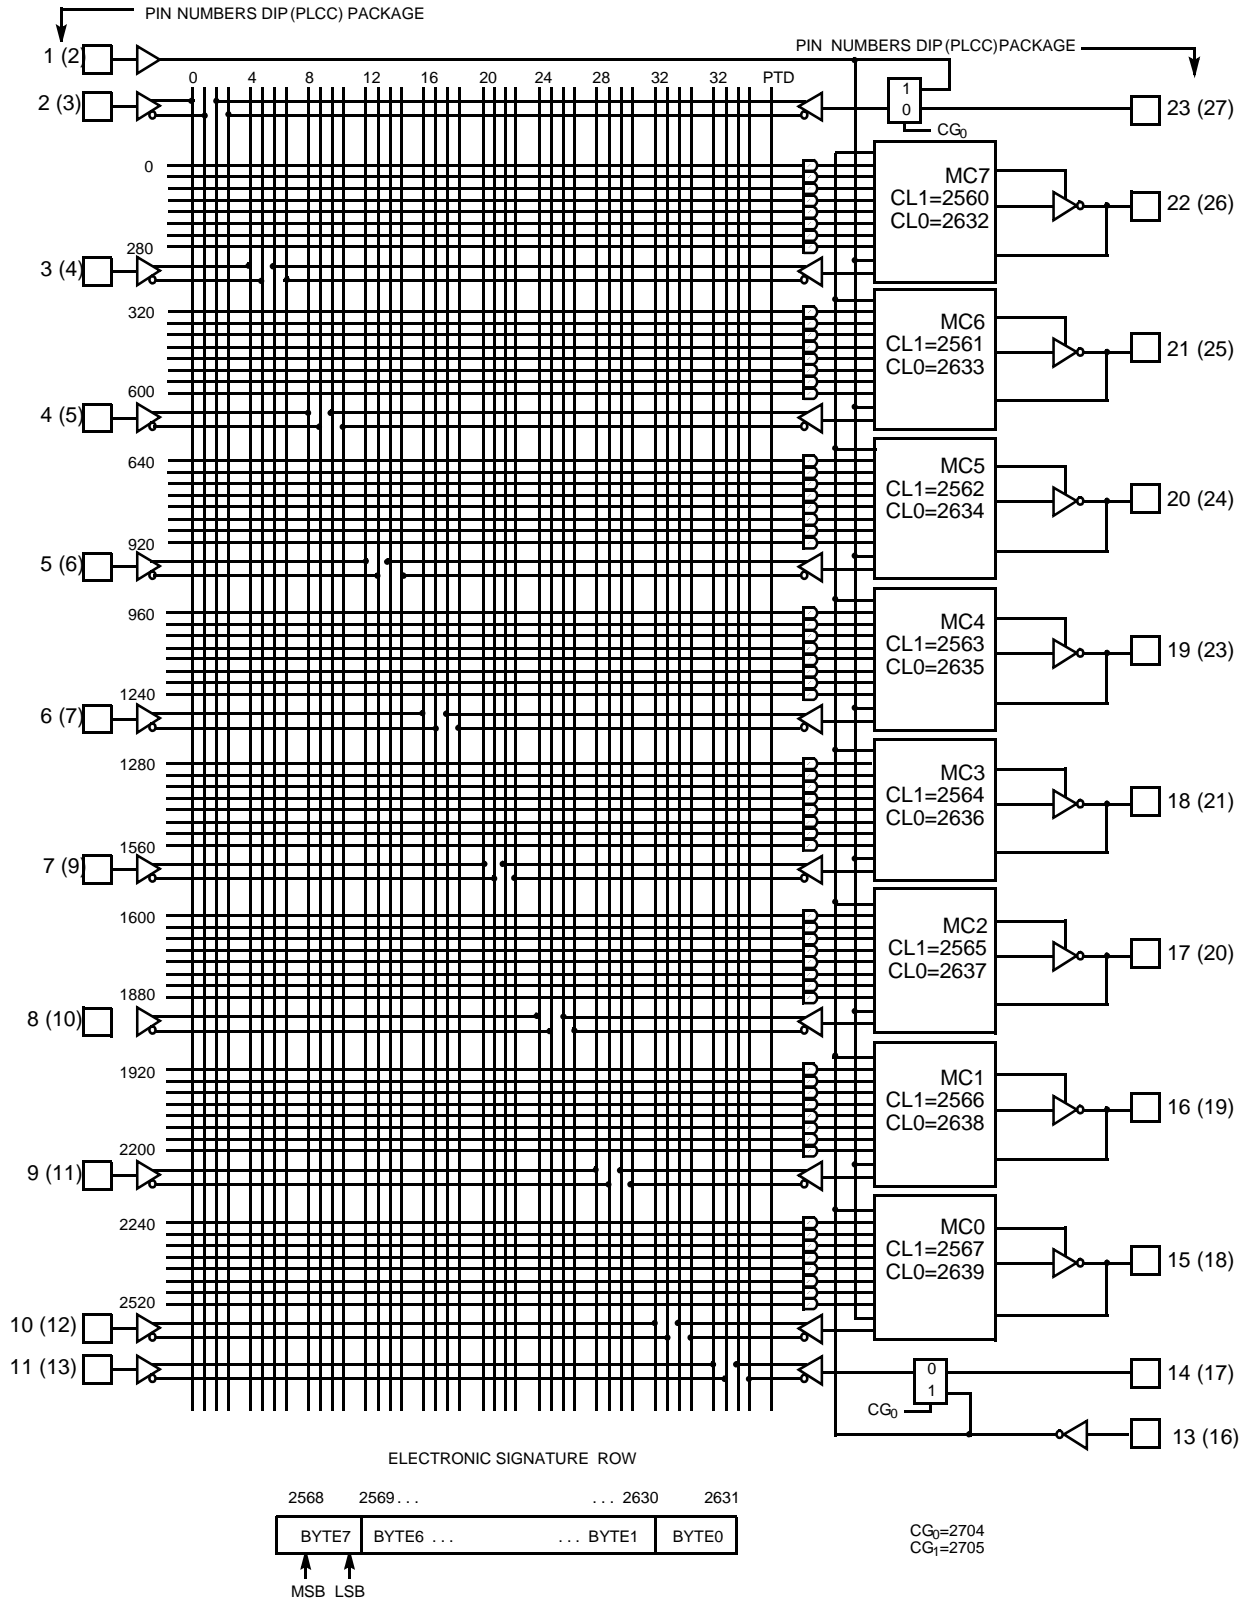 PIN NUMBERS DIP (PLCC) PACKAGE
1 (2)
PIN NUMBERS DIP (PLCC) PACKAGE
0 4 8 12 16 20 24 28 32 32 PTD
2 (3)
1
0
23 (27)
CG0
0
MC7
CL1=2560
CL0=2632
22 (26)
280
3 (4)
320
MC6
CL1=2561
CL0=2633
21 (25)
600
4 (5)
640
MC5
CL1=2562
CL0=2634
20 (24)
920
5 (6)
960
MC4
CL1=2563
CL0=2635
19 (23)
1240
6 (7)
1280
MC3
CL1=2564
CL0=2636
18 (21)
1560
7 (9)
1600
MC2
CL1=2565
CL0=2637
17 (20)
1880
8 (10)
1920
MC1
CL1=2566
CL0=2638
16 (19)
2200
9 (11)
2240
MC0
CL1=2567
CL0=2639
15 (18)
2520
10 (12)
11 (13)
0
1
14 (17)
CG0
13 (16)
ELECTRONIC SIGNATURE ROW
2568 2569 . . . . . . 2630 2631
BYTE7 BYTE6 . . . . . . BYTE1 BYTE0
MSB LSB
CG0=2704
CG1=2705